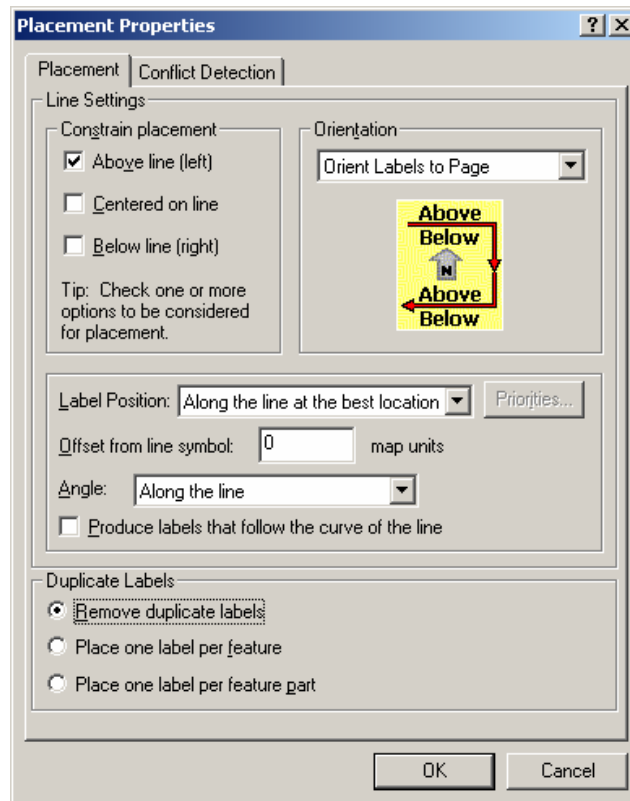 Placement Properties
?
X
Placement
Conflict Detection
Line Settings
Constrain placement
Above line (left)
Centered on line
Below line (right)
Tip: Check one or more
options to be considered
for placement.
Orientation
Orient Labels to Page
Above
Below
N
Above
Below
Label Position: Along the line at the best location Priorities...
Offset from line symbol: 0 map units
Angle: Along the line
Produce labels that follow the curve of the line
Duplicate Labels
Remove duplicate labels
Place one label per feature
Place one label per feature part
OK
Cancel